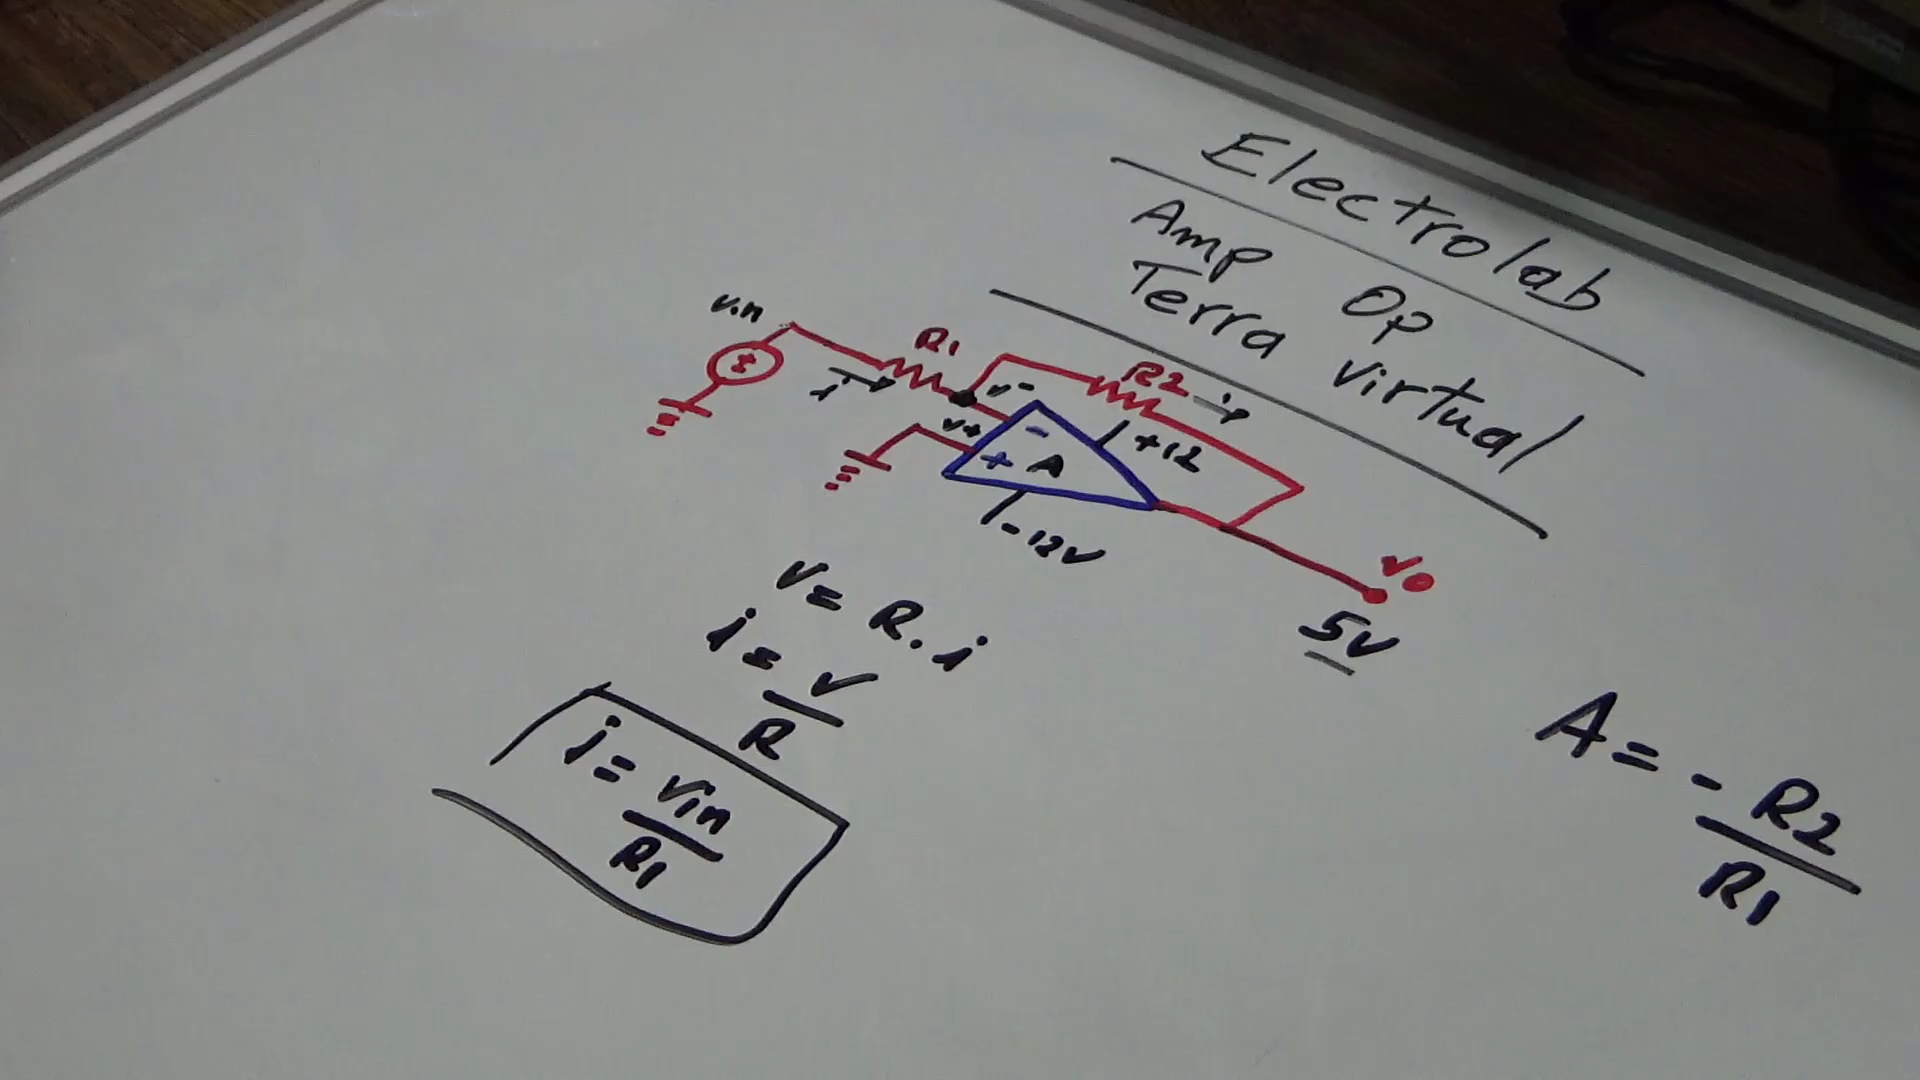 Electrolab
Amp Op
Terra virtual
vin
R1
i
v-
R2
i
v+
-
+ A
+12
-12V
vo
5V
V = R.i
i = V
R
i = Vin
R1
A = - R2
R1